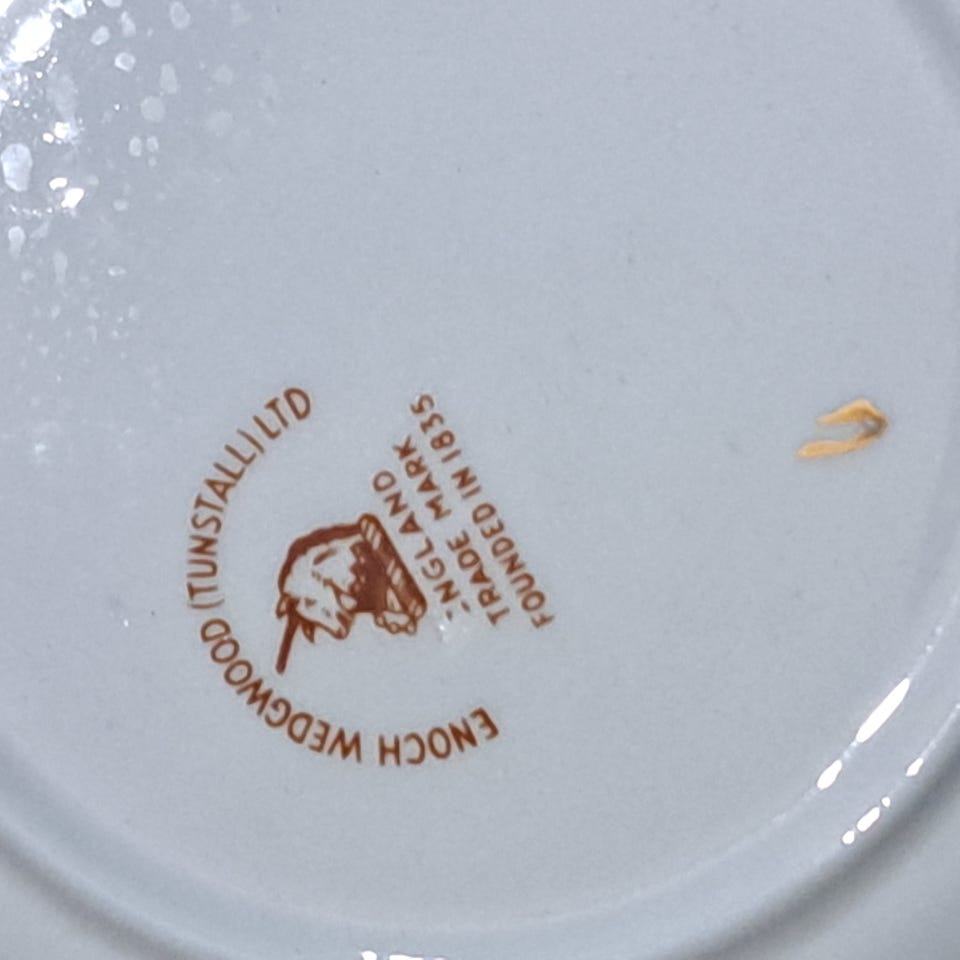 ENOCH WEDGWOOD (TUNSTALL) LTD
ENGLAND
TRADE MARK
FOUNDED IN 1835